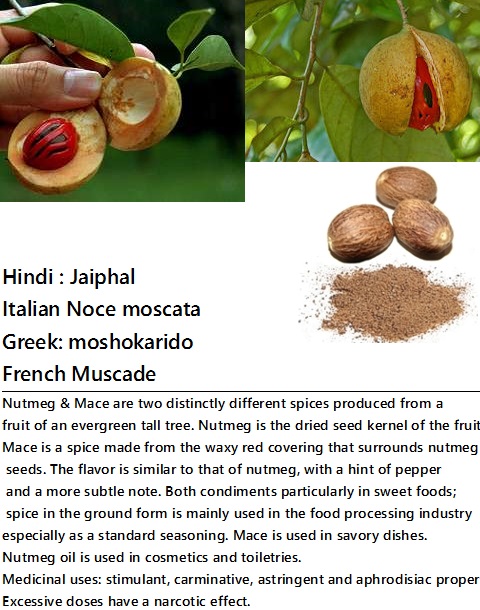 Hindi : Jaiphal
Italian Noce moscata
Greek: moshokarido
French Muscade
Nutmeg & Mace are two distinctly different spices produced from a
fruit of an evergreen tall tree. Nutmeg is the dried seed kernel of the fruit
Mace is a spice made from the waxy red covering that surrounds nutmeg
seeds. The flavor is similar to that of nutmeg, with a hint of pepper
and a more subtle note. Both condiments particularly in sweet foods;
spice in the ground form is mainly used in the food processing industry
especially as a standard seasoning. Mace is used in savory dishes.
Nutmeg oil is used in cosmetics and toiletries.
Medicinal uses: stimulant, carminative, astringent and aphrodisiac proper
Excessive doses have a narcotic effect.